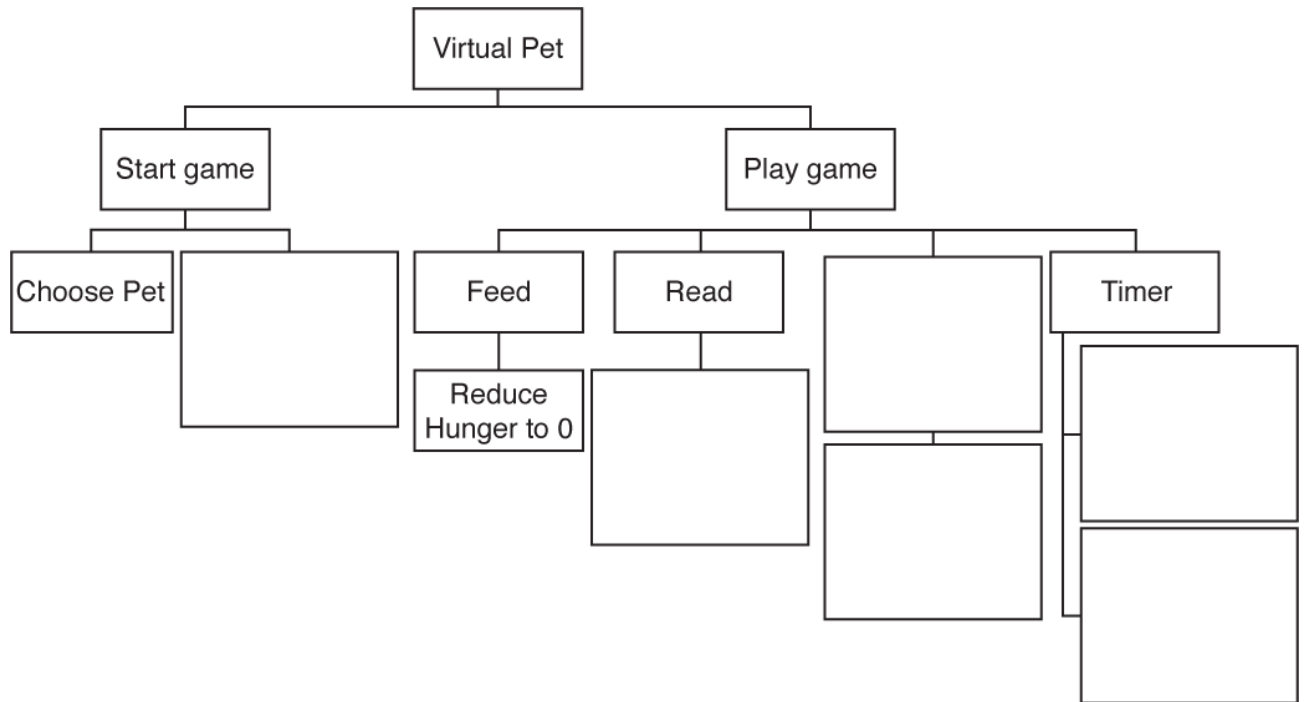 Virtual Pet
Start game
Play game
Choose Pet
Feed
Read
Timer
Reduce
Hunger to 0